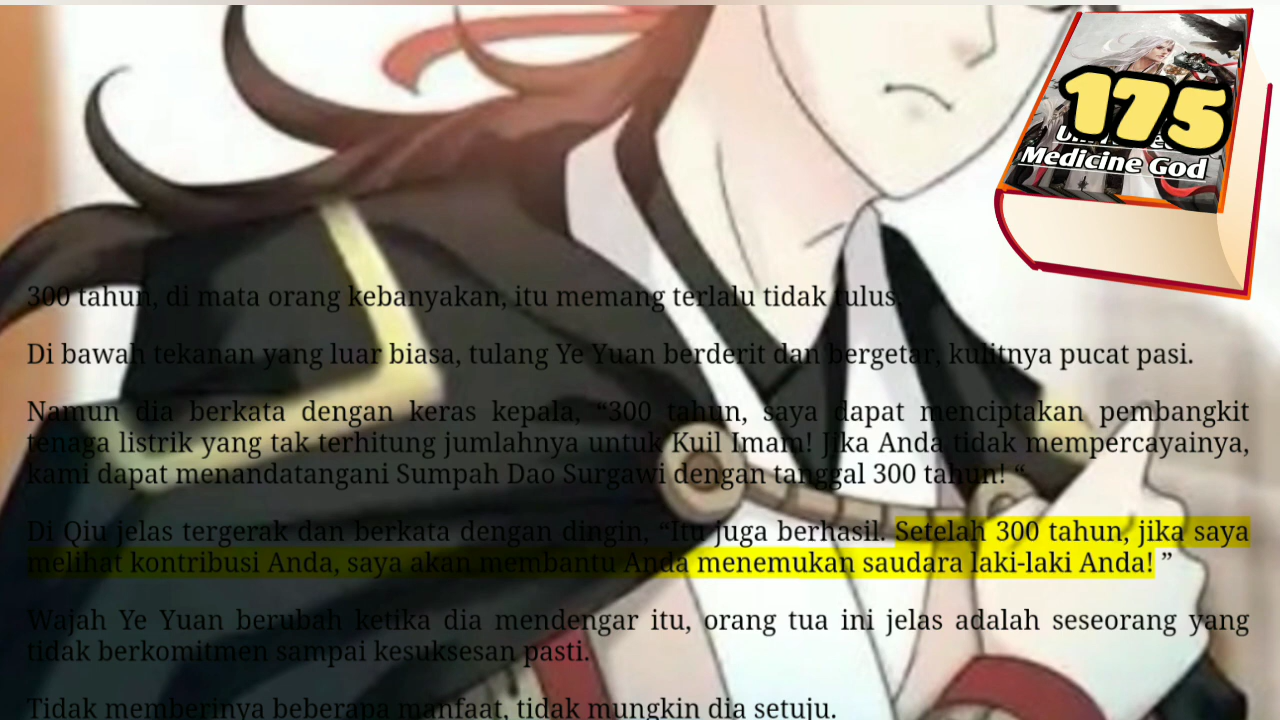 175
Medicine God
300 tahun, di mata orang kebanyakan, itu memang terlalu tidak tulus.
Di bawah tekanan yang luar biasa, tulang Ye Yuan berderit dan bergetar, kulitnya pucat pasi.
Namun dia berkata dengan keras kepala, “300 tahun, saya dapat menciptakan pembangkit
tenaga listrik yang tak terhitung jumlahnya untuk Kuil Imam! Jika Anda tidak mempercayainya,
kami dapat menandatangani Sumpah Dao Surgawi dengan tanggal 300 tahun! “
Di Qiu jelas tergerak dan berkata dengan dingin, “Itu juga berhasil. Setelah 300 tahun, jika saya
melihat kontribusi Anda, saya akan membantu Anda menemukan saudara laki-laki Anda! ”
Wajah Ye Yuan berubah ketika dia mendengar itu, orang tua ini jelas adalah seseorang yang
tidak berkomitmen sampai kesuksesan pasti.
Tidak memberinya beberapa manfaat, tidak mungkin dia setuju.